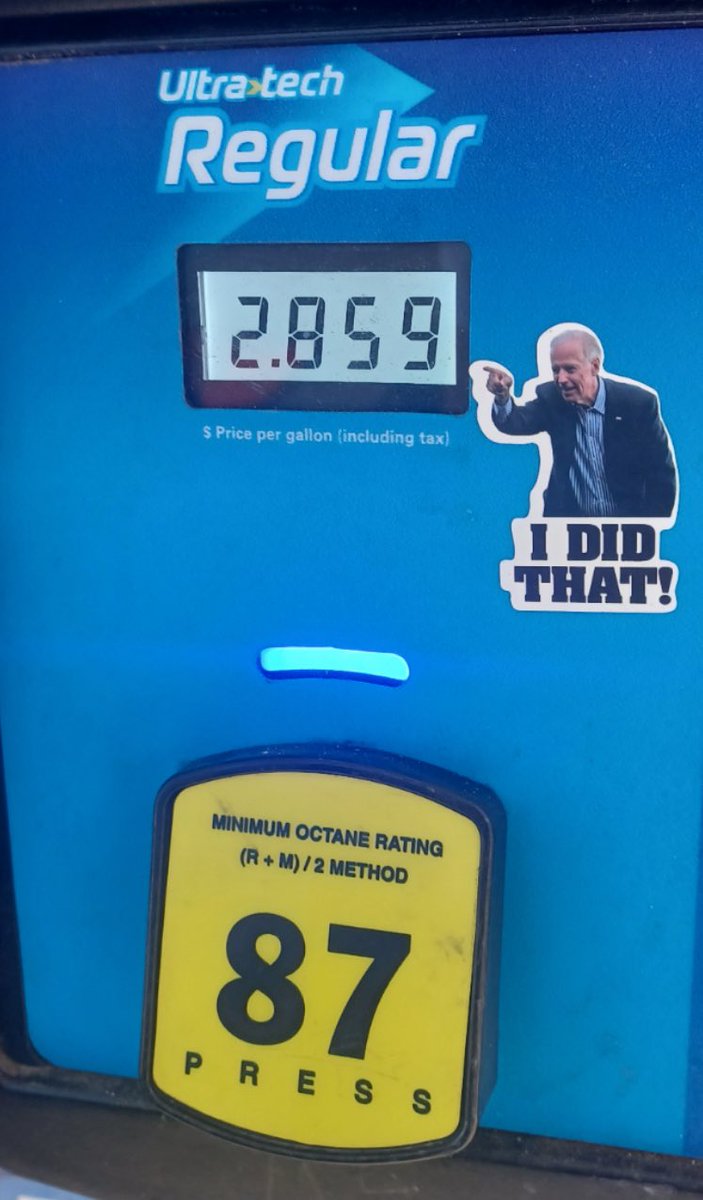 Ultra tech
Regular
2.859
$ Price per gallon (including tax)
I DID
THAT!
MINIMUM OCTANE RATING
(R + M) / 2 METHOD
87
PRESS